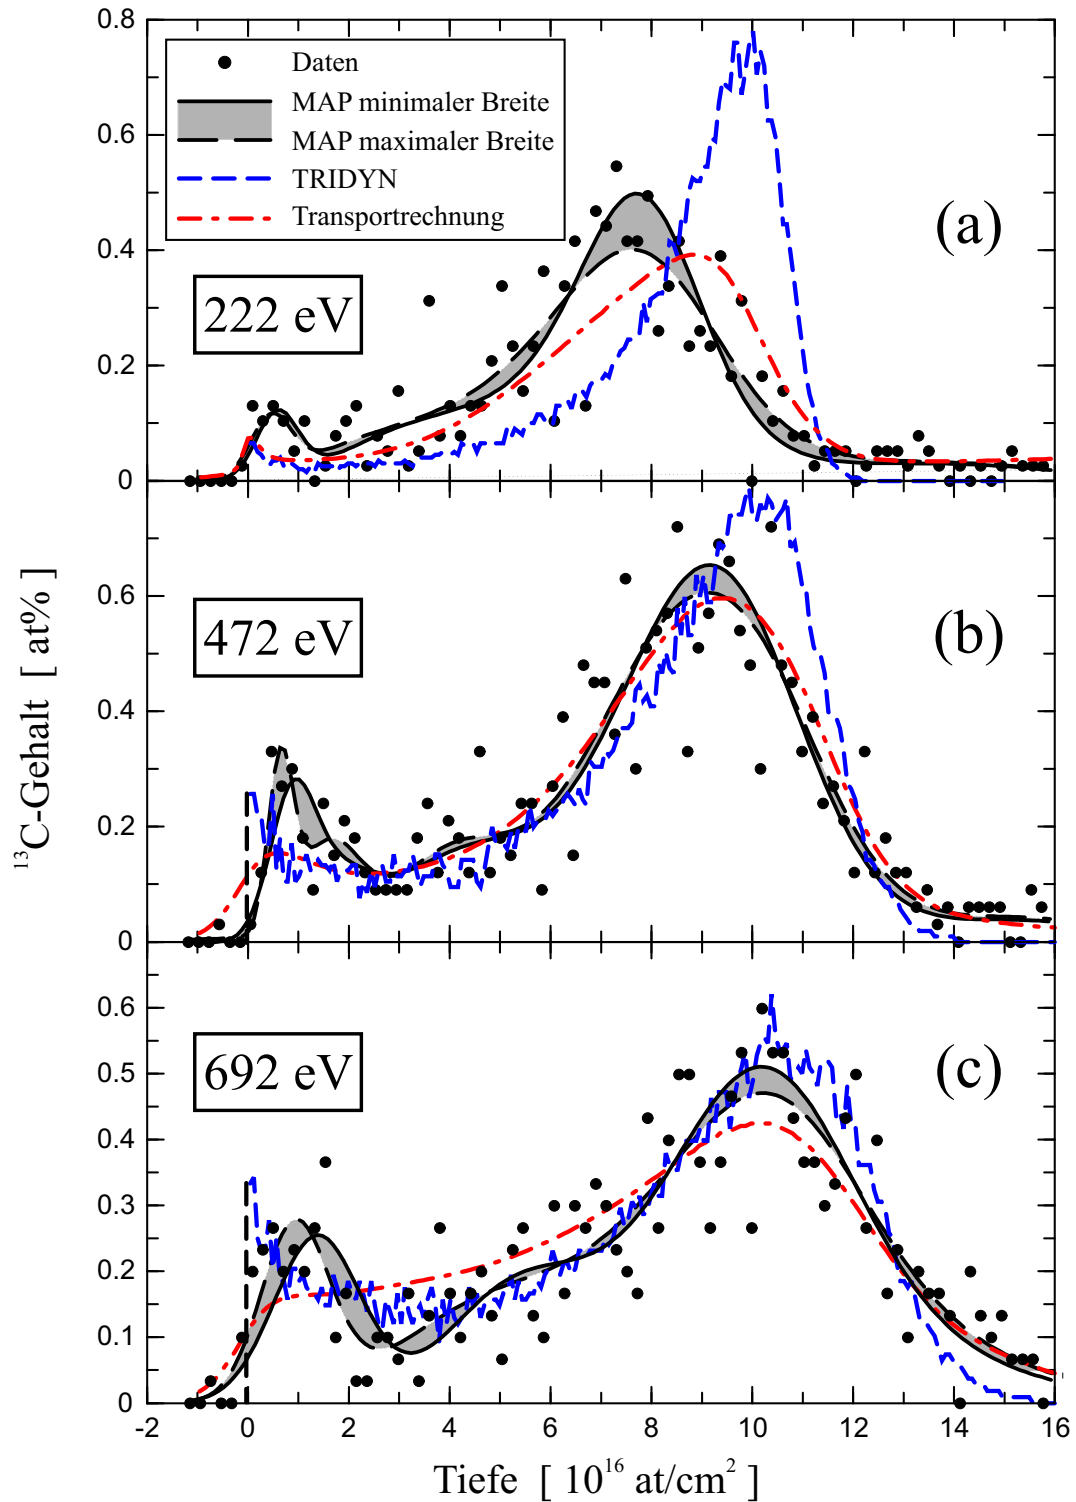 0.8
0.6
0.4
0.2
0
Daten
MAP minimaler Breite
MAP maximaler Breite
TRIDYN
Transportrechnung
(a)
222 eV
0.6
0.4
0.2
0
472 eV
(b)
0.6
0.5
0.4
0.3
0.2
0.1
0
692 eV
(c)
-2 0 2 4 6 8 10 12 14 16
¹³C-Gehalt [ at% ]
Tiefe [ 10¹⁶ at/cm² ]